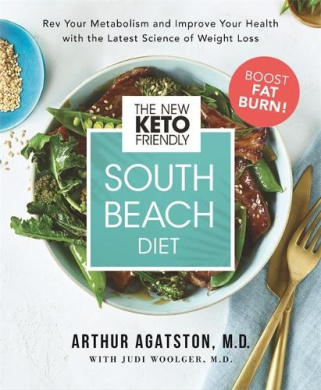 Rev Your Metabolism and Improve Your Health
with the Latest Science of Weight Loss
BOOST
FAT
BURN!
THE NEW
KETO
FRIENDLY
SOUTH
BEACH
DIET
ARTHUR AGATSTON, M.D.
WITH JUDI WOOLGER, M.D.